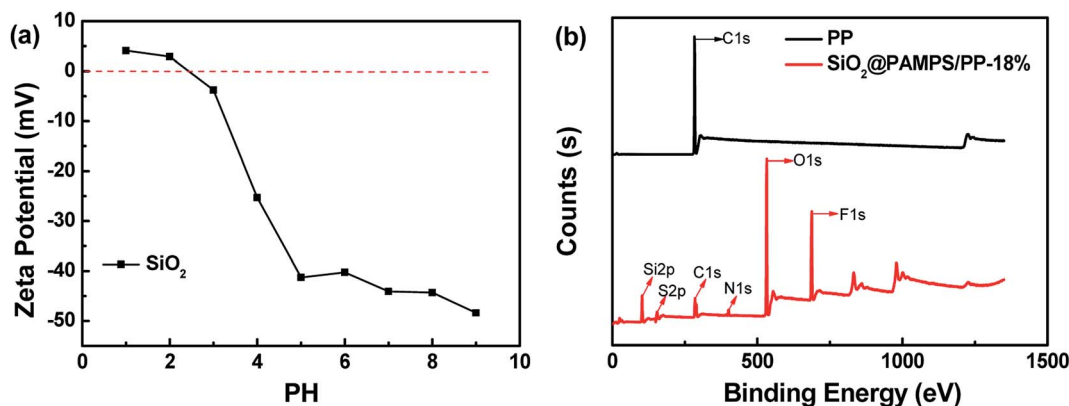 (a)
Zeta Potential (mV)
10
0
-10
-20
-30
-40
-50
SiO₂
0 2 4 6 8 10
PH
(b)
Counts (s)
C1s
PP
SiO₂@PAMPS/PP-18%
O1s
F1s
Si2p
S2p
C1s
N1s
0 500 1000 1500
Binding Energy (eV)